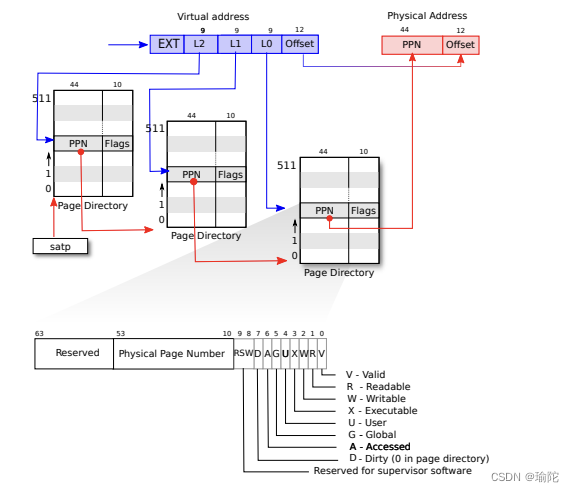 Virtual address
Physical Address
9 9 9 12
EXT L2 L1 L0 Offset
44 12
PPN Offset
44 10
511
PPN Flags
1
0
Page Directory
satp
44 10
511
PPN Flags
1
0
Page Directory
44 10
511
PPN Flags
1
0
Page Directory
63 53 10 9 8 7 6 5 4 3 2 1 0
Reserved Physical Page Number RSW D A G U X W R V
V - Valid
R - Readable
W - Writable
X - Executable
U - User
G - Global
A - Accessed
D - Dirty (0 in page directory)
Reserved for supervisor software
CSDN @瑜陀